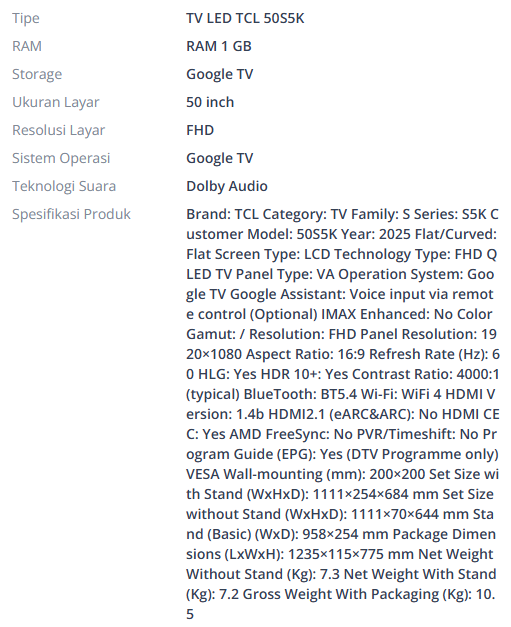 Tipe TV LED TCL 50S5K
RAM RAM 1 GB
Storage Google TV
Ukuran Layar 50 inch
Resolusi Layar FHD
Sistem Operasi Google TV
Teknologi Suara Dolby Audio
Spesifikasi Produk Brand: TCL Category: TV Family: S Series: S5K C
ustomer Model: 50S5K Year: 2025 Flat/Curved:
Flat Screen Type: LCD Technology Type: FHD Q
LED TV Panel Type: VA Operation System: Goo
gle TV Google Assistant: Voice input via remot
e control (Optional) IMAX Enhanced: No Color
Gamut: / Resolution: FHD Panel Resolution: 19
20×1080 Aspect Ratio: 16:9 Refresh Rate (Hz): 6
0 HLG: Yes HDR 10+: Yes Contrast Ratio: 4000:1
(typical) BlueTooth: BT5.4 Wi-Fi: WiFi 4 HDMI V
ersion: 1.4b HDMI2.1 (eARC&ARC): No HDMI CE
C: Yes AMD FreeSync: No PVR/Timeshift: No Pr
ogram Guide (EPG): Yes (DTV Programme only)
VESA Wall-mounting (mm): 200×200 Set Size wi
th Stand (WxHxD): 1111×254×684 mm Set Size
without Stand (WxHxD): 1111×70×644 mm Sta
nd (Basic) (WxD): 958×254 mm Package Dimen
sions (LxWxH): 1235×115×775 mm Net Weight
Without Stand (Kg): 7.3 Net Weight With Stand
(Kg): 7.2 Gross Weight With Packaging (Kg): 10.
5